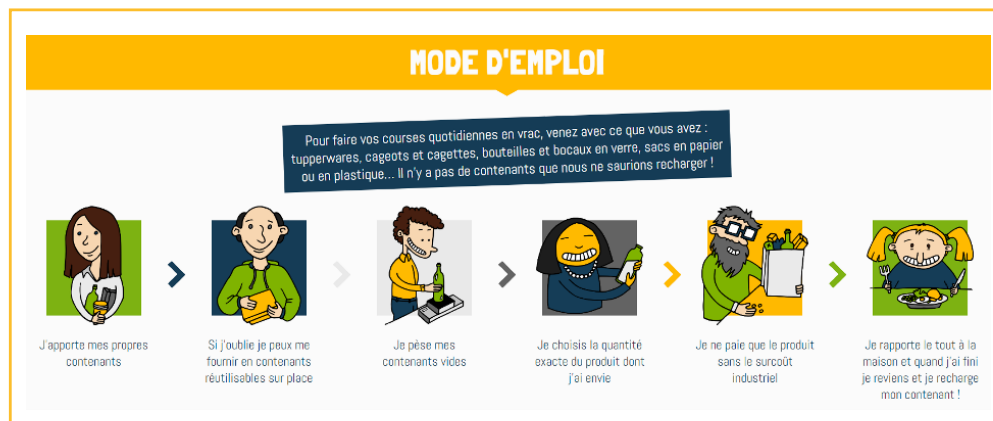 MODE D'EMPLOI
Pour faire vos courses quotidiennes en vrac, venez avec ce que vous avez :
tupperwares, cageots et cagettes, bouteilles et bocaux en verre, sacs en papier
ou en plastique... Il n'y a pas de contenants que nous ne saurions recharger !
J'apporte mes propres
contenants
Si j'oublie je peux me
fournir en contenants
réutilisables sur place
Je pèse mes
contenants vides
Je choisis la quantité
exacte du produit dont
j'ai envie
Je ne paie que le produit
sans le surcoût
industriel
Je rapporte le tout à la
maison et quand j'ai fini
je reviens et je recharge
mon contenant !